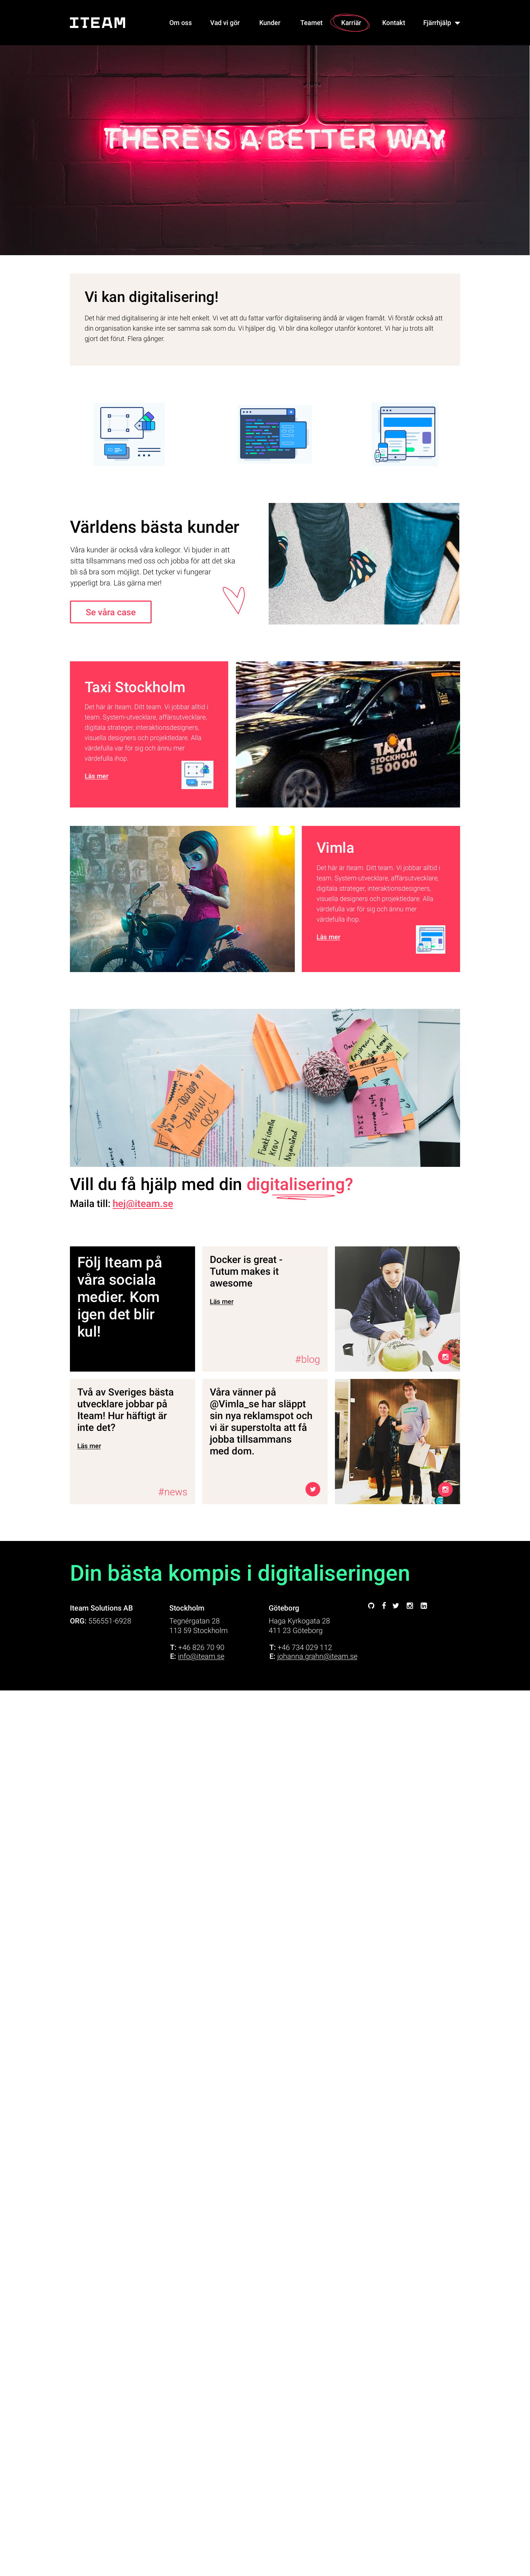 ITEAM
Om oss
Vad vi gör
Kunder
Teamet
Karriär
Kontakt
Fjärrhjälp
THERE IS A BETTER WAY
Vi kan digitalisering!
Det här med digitalisering är inte helt enkelt. Vi vet att du fattar varför digitalisering ändå är vägen framåt. Vi förstår också att
din organisation kanske inte ser samma sak som du. Vi hjälper dig. Vi blir dina kollegor utanför kontoret. Vi har ju trots allt
gjort det förut. Flera gånger.
Världens bästa kunder
Våra kunder är också våra kollegor. Vi bjuder in att
sitta tillsammans med oss och jobba för att det ska
bli så bra som möjligt. Det tycker vi fungerar
ypperligt bra. Läs gärna mer!
Se våra case
Taxi Stockholm
Det här är Iteam. Ditt team. Vi jobbar alltid i
team. System-utvecklare, affärsutvecklare,
digitala strateger, interaktionsdesigners,
visuella designers och projektledare. Alla
värdefulla var för sig och ännu mer
värdefulla ihop.
Läs mer
TAXI
STOCKHOLM
150000
Vimla
Det här är Iteam. Ditt team. Vi jobbar alltid i
team. System-utvecklare, affärsutvecklare,
digitala strateger, interaktionsdesigners,
visuella designers och projektledare. Alla
värdefulla var för sig och ännu mer
värdefulla ihop.
Läs mer
Funktionella
Krav
Vill du få hjälp med din digitalisering?
Maila till: hej@iteam.se
Följ Iteam på
våra sociala
medier. Kom
igen det blir
kul!
Docker is great -
Tutum makes it
awesome
Läs mer
#blog
Två av Sveriges bästa
utvecklare jobbar på
Iteam! Hur häftigt är
inte det?
Läs mer
#news
Våra vänner på
@Vimla_se har släppt
sin nya reklamspot och
vi är superstolta att få
jobba tillsammans
med dom.
Din bästa kompis i digitaliseringen
Iteam Solutions AB
ORG: 556551-6928
Stockholm
Tegnérgatan 28
113 59 Stockholm
T: +46 826 70 90
E: info@iteam.se
Göteborg
Haga Kyrkogata 28
411 23 Göteborg
T: +46 734 029 112
E: johanna.grahn@iteam.se